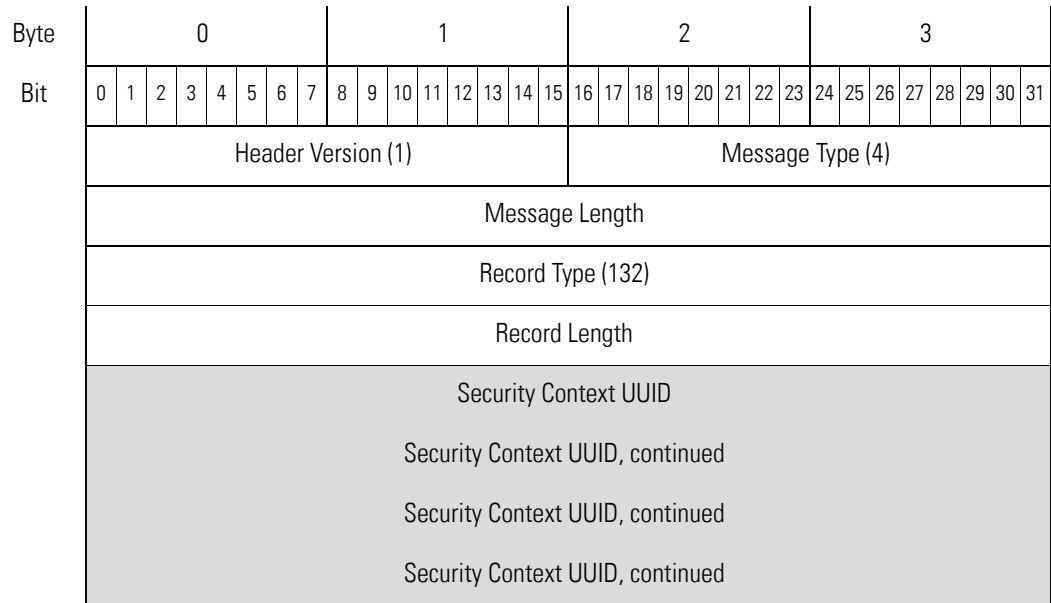 Byte 0 1 2 3
Bit 0 1 2 3 4 5 6 7 8 9 10 11 12 13 14 15 16 17 18 19 20 21 22 23 24 25 26 27 28 29 30 31
Header Version (1) Message Type (4)
Message Length
Record Type (132)
Record Length
Security Context UUID
Security Context UUID, continued
Security Context UUID, continued
Security Context UUID, continued